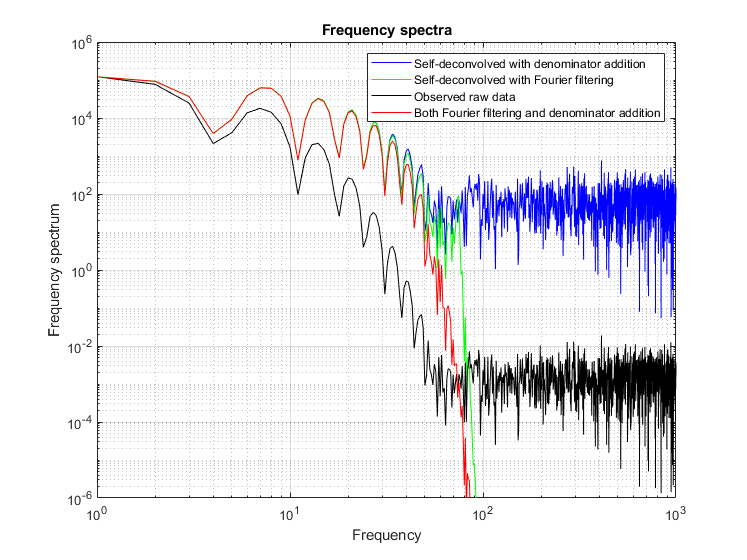 Frequency spectra
10^6
10^4
10^2
10^0
10^-2
10^-4
10^-6
Frequency spectrum
Self-deconvolved with denominator addition
Self-deconvolved with Fourier filtering
Observed raw data
Both Fourier filtering and denominator addition
10^0
10^1
10^2
10^3
Frequency